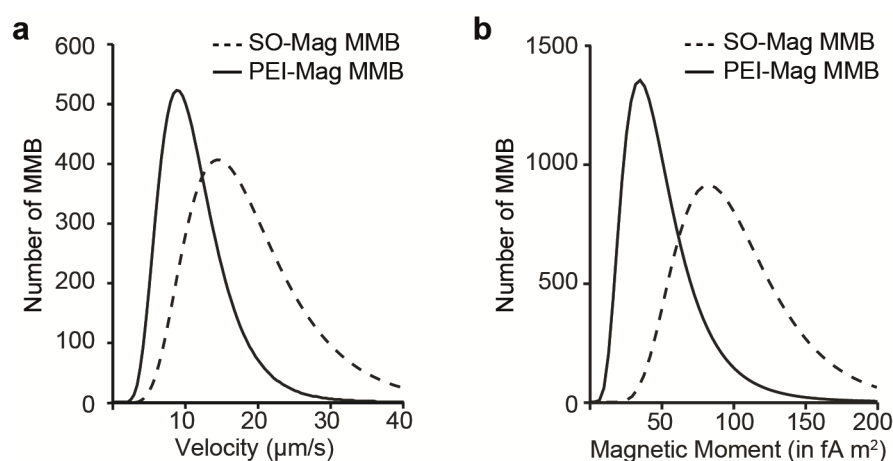 a
SO-Mag MMB
PEI-Mag MMB
Number of MMB
600
500
400
300
200
100
0
10
20
30
40
Velocity (µm/s)
b
SO-Mag MMB
PEI-Mag MMB
Number of MMB
1500
1000
500
0
50
100
150
200
Magnetic Moment (in fA m²)